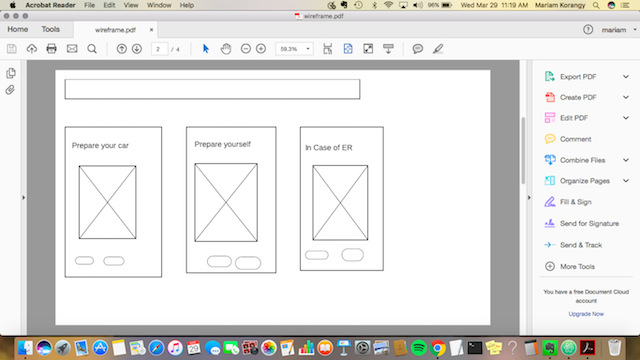 Acrobat Reader File Edit View Window Help
96% Wed Mar 29 11:19 AM Mariam Korangy
wireframe.pdf
Home Tools wireframe.pdf × mariam
2 / 4 59.3%
Prepare your car
Prepare yourself
In Case of ER
Export PDF
Create PDF
Edit PDF
Comment
Combine Files
Organize Pages
Fill & Sign
Send for Signature
Send & Track
More Tools
You have a free Document Cloud
account
Upgrade Now